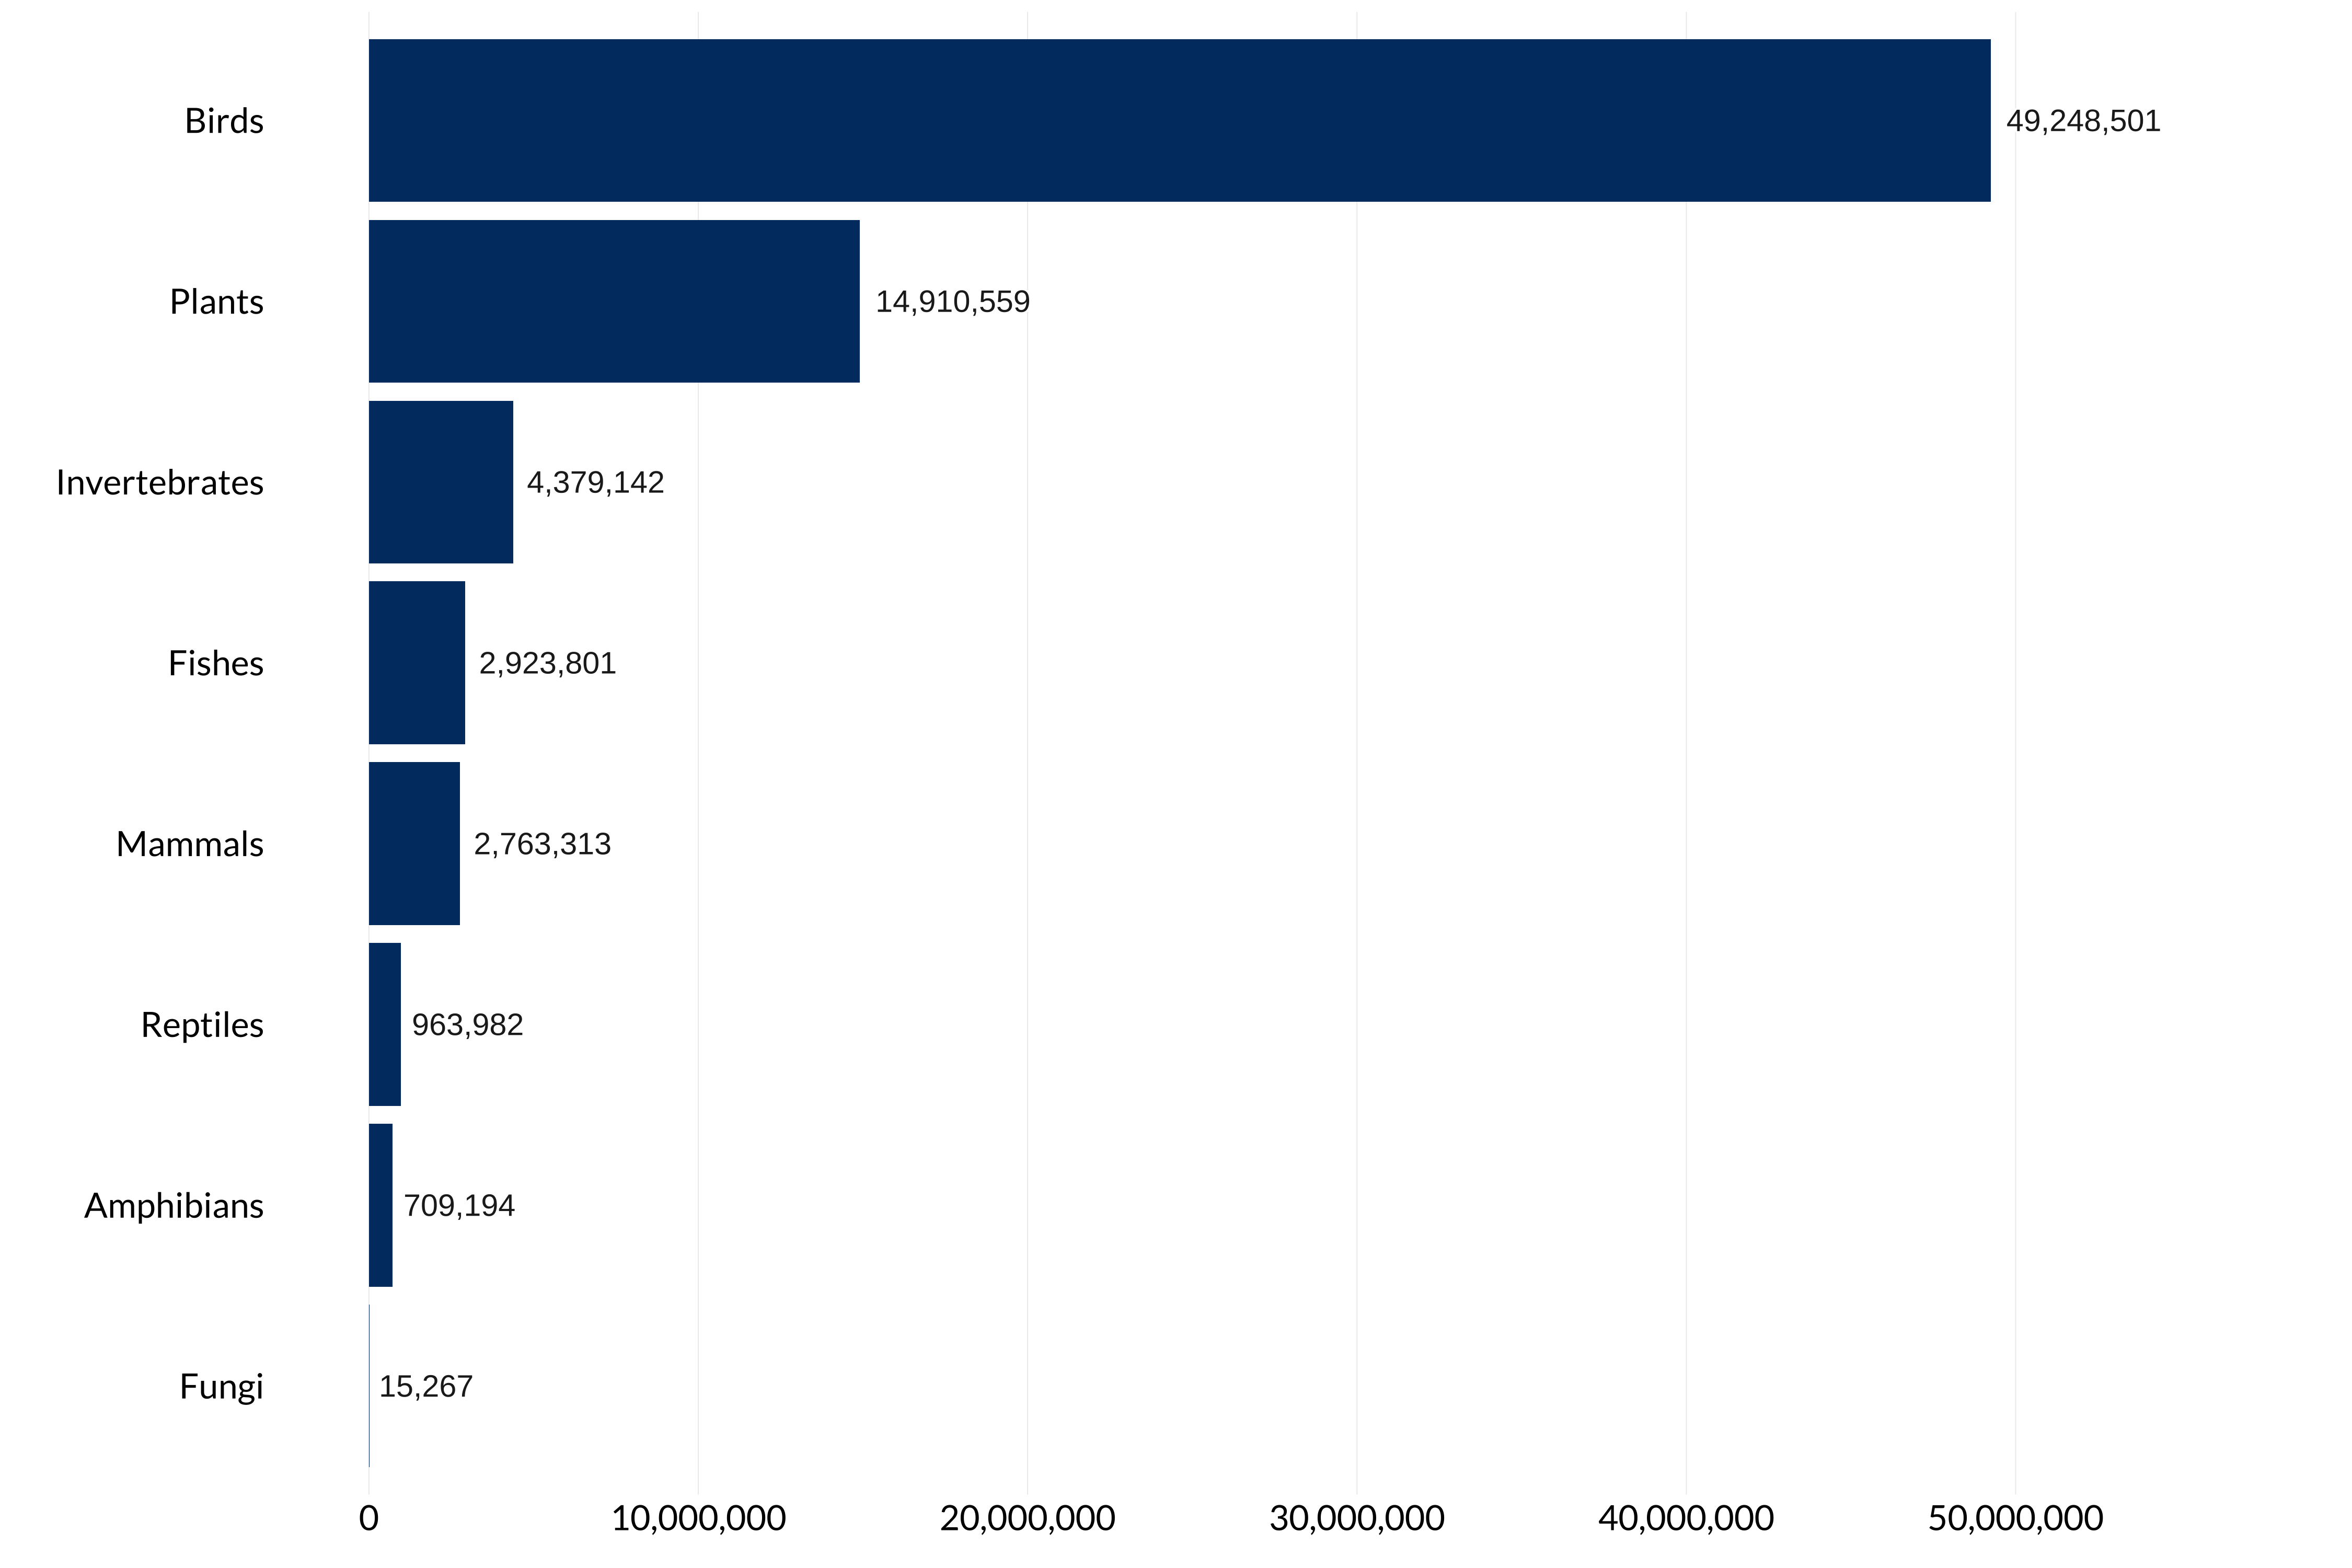 Birds 49,248,501
Plants 14,910,559
Invertebrates 4,379,142
Fishes 2,923,801
Mammals 2,763,313
Reptiles 963,982
Amphibians 709,194
Fungi 15,267
0 10,000,000 20,000,000 30,000,000 40,000,000 50,000,000